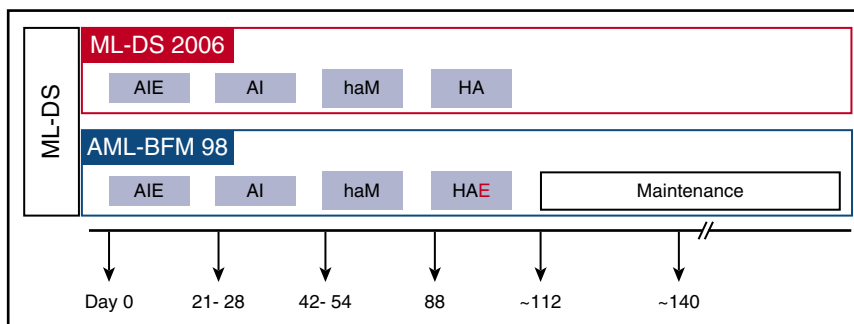 ML-DS
ML-DS 2006
AIE AI haM HA
AML-BFM 98
AIE AI haM HAE Maintenance
Day 0 21- 28 42- 54 88 ~112 ~140